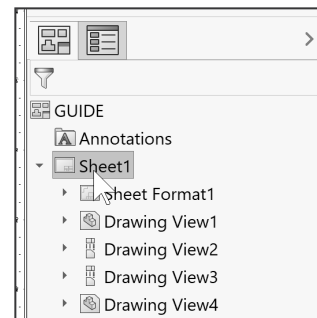 GUIDE
Annotations
Sheet1
Sheet Format1
Drawing View1
Drawing View2
Drawing View3
Drawing View4